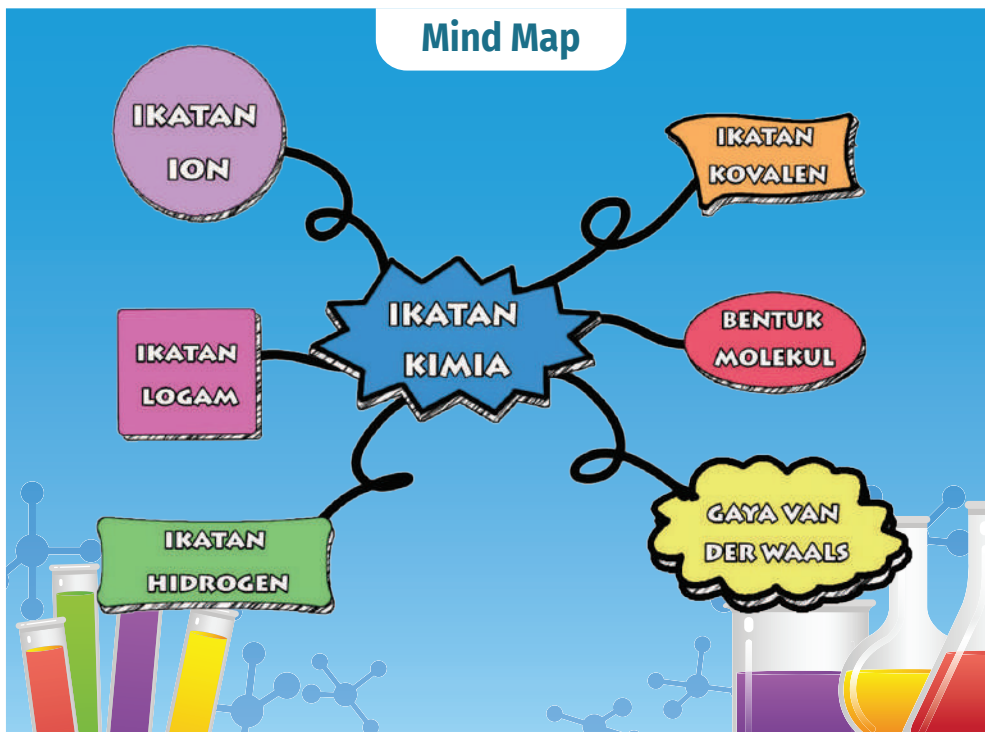 Mind Map
IKATAN
ION
IKATAN
KOVALEN
IKATAN
KIMIA
IKATAN
LOGAM
BENTUK
MOLEKUL
IKATAN
HIDROGEN
GAYA VAN
DER WAALS